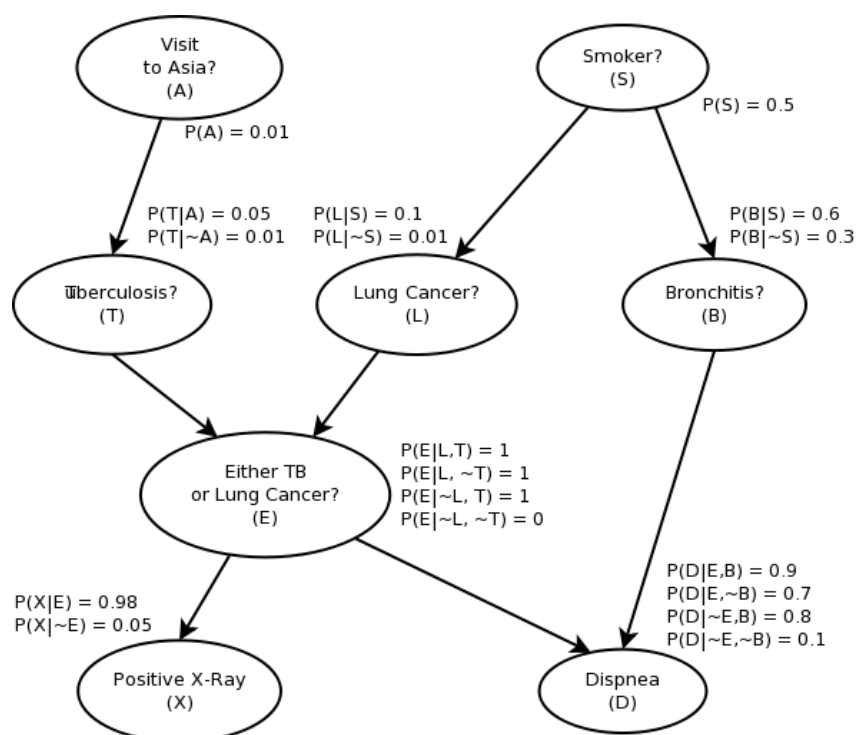 Visit
to Asia?
(A)
P(A) = 0.01
Smoker?
(S)
P(S) = 0.5
P(T|A) = 0.05
P(T|~A) = 0.01
P(L|S) = 0.1
P(L|~S) = 0.01
P(B|S) = 0.6
P(B|~S) = 0.3
Tuberculosis?
(T)
Lung Cancer?
(L)
Bronchitis?
(B)
Either TB
or Lung Cancer?
(E)
P(E|L,T) = 1
P(E|L, ~T) = 1
P(E|~L, T) = 1
P(E|~L, ~T) = 0
P(X|E) = 0.98
P(X|~E) = 0.05
P(D|E,B) = 0.9
P(D|E,~B) = 0.7
P(D|~E,B) = 0.8
P(D|~E,~B) = 0.1
Positive X-Ray
(X)
Dispnea
(D)